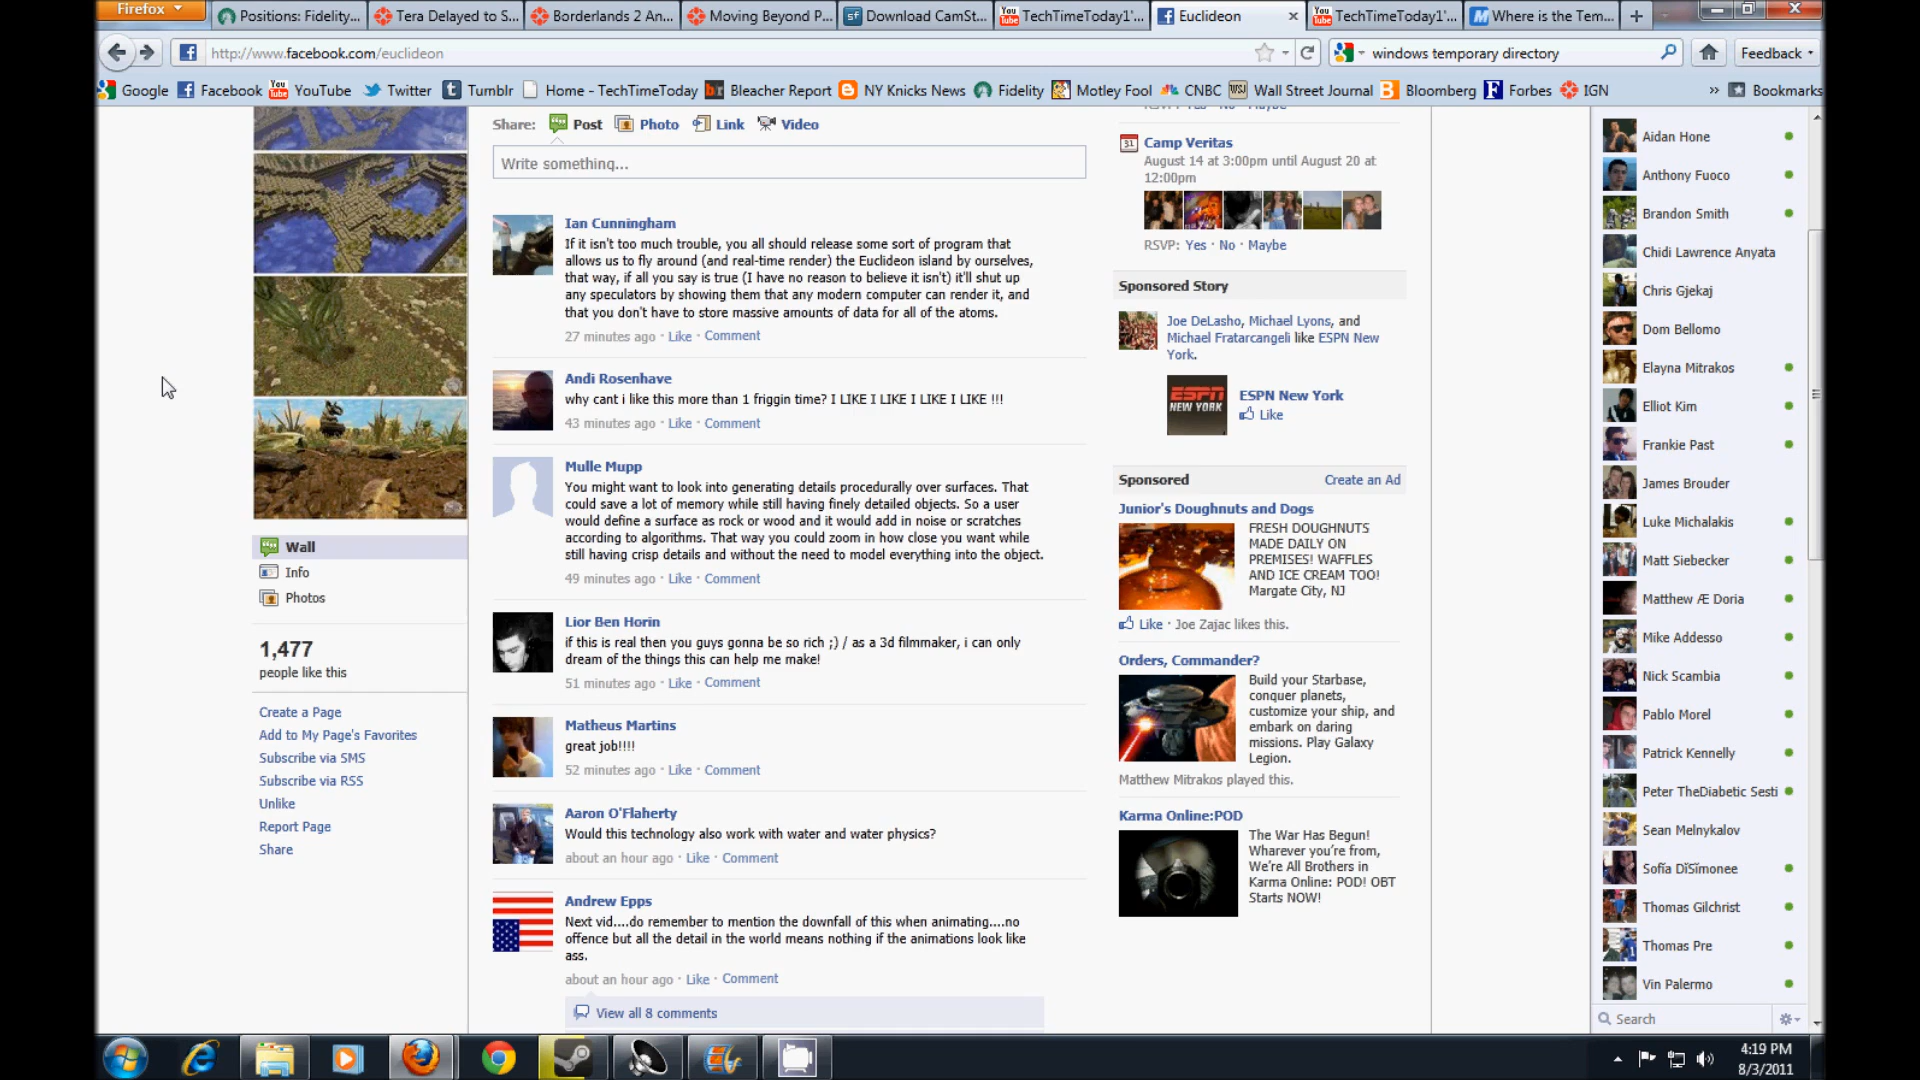 Firefox
Positions: Fidelity...
Tera Delayed to S...
Borderlands 2 An...
Moving Beyond P...
Download CamSt...
TechTimeToday1'...
Euclideon
TechTimeToday1'...
Where is the Tem...
http://www.facebook.com/euclideon
windows temporary directory
Feedback
Google
Facebook
YouTube
Twitter
Tumblr
Home - TechTimeToday
Bleacher Report
NY Knicks News
Fidelity
Motley Fool
CNBC
Wall Street Journal
Bloomberg
Forbes
IGN
Bookmarks
Wall
Info
Photos
1,477
people like this
Create a Page
Add to My Page's Favorites
Subscribe via SMS
Subscribe via RSS
Unlike
Report Page
Share
Share: Post Photo Link Video
Write something...
Ian Cunningham
If it isn't too much trouble, you all should release some sort of program that
allows us to fly around (and real-time render) the Euclideon island by ourselves,
that way, if all you say is true (I have no reason to believe it isn't) it'll shut up
any speculators by showing them that any modern computer can render it, and
that you don't have to store massive amounts of data for all of the atoms.
27 minutes ago · Like · Comment
Andi Rosenhave
why cant i like this more than 1 friggin time? I LIKE I LIKE I LIKE I LIKE !!!
43 minutes ago · Like · Comment
Mulle Mupp
You might want to look into generating details procedurally over surfaces. That
could save a lot of memory while still having finely detailed objects. So a user
would define a surface as rock or wood and it would add in noise or scratches
according to algorithms. That way you could zoom in how close you want while
still having crisp details and without the need to model everything into the object.
49 minutes ago · Like · Comment
Lior Ben Horin
if this is real then you guys gonna be so rich ;) / as a 3d filmmaker, i can only
dream of the things this can help me make!
51 minutes ago · Like · Comment
Matheus Martins
great job!!!!
52 minutes ago · Like · Comment
Aaron O'Flaherty
Would this technology also work with water and water physics?
about an hour ago · Like · Comment
Andrew Epps
Next vid....do remember to mention the downfall of this when animating....no
offence but all the detail in the world means nothing if the animations look like
ass.
about an hour ago · Like · Comment
View all 8 comments
RSVP: Yes · No · Maybe
31
Camp Veritas
August 14 at 3:00pm until August 20 at
12:00pm
RSVP: Yes · No · Maybe
Sponsored Story
Joe DeLasho, Michael Lyons, and
Michael Fratarcangeli like ESPN New
York.
ESPN
NEW YORK
ESPN New York
Like
Sponsored
Create an Ad
Junior's Doughnuts and Dogs
FRESH DOUGHNUTS
MADE DAILY ON
PREMISES! WAFFLES
AND ICE CREAM TOO!
Margate City, NJ
Like · Joe Zajac likes this.
Orders, Commander?
Build your Starbase,
conquer planets,
customize your ship, and
embark on daring
missions. Play Galaxy
Legion.
Matthew Mitrakos played this.
Karma Online:POD
The War Has Begun!
Wharever you're from,
We're All Brothers in
Karma Online: POD! OBT
Starts NOW!
Aidan Hone
Anthony Fuoco
Brandon Smith
Chidi Lawrence Anyata
Chris Gjekaj
Dom Bellomo
Elayna Mitrakos
Elliot Kim
Frankie Past
James Brouder
Luke Michalakis
Matt Siebecker
Matthew Æ Doria
Mike Addesso
Nick Scambia
Pablo Morel
Patrick Kennelly
Peter TheDiabetic Sesti
Sean Melnykalov
Sofía DĭSĭmonee
Thomas Gilchrist
Thomas Pre
Vin Palermo
Search
4:19 PM
8/3/2011